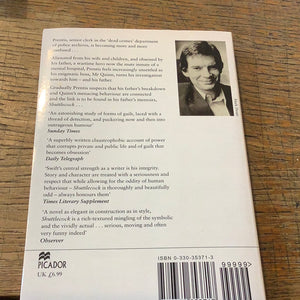 Prentis, senior clerk in the 'dead crimes' department
of police archives, is becoming more and more
confused . . .
Alienated from his wife and children, and obsessed by
his father, a wartime hero now the mute inmate of a
mental hospital, Prentis feels increasingly unsettled as
his enigmatic boss, Mr Quinn, turns his investigation
towards him – and his father.
Gradually Prentis suspects that his father's breakdown
and Quinn's menacing behaviour are connected
and the link is to be found in his father's memoirs,
Shuttlecock...
'An astonishing study of forms of guilt, laced with a
thread of detection, and puckering now and then into
outrageous humour'
Sunday Times
'A superbly written claustrophobic account of power
that corrupts private and public life and of guilt
that becomes obsession'
Daily Telegraph
'Swift's central strength as a writer is his integrity.
Story and character are treated with a seriousness and
respect that while allowing for the oddity of human
behaviour – Shuttlecock is thoroughly and beautifully
odd – always honours them'
Times Literary Supplement
'A novel as elegant in construction as in style,
Shuttlecock is a rich-textured mingling of the symbolic
and the vividly actual . . . serious, moving and often
very funny indeed'
Observer
PICADOR
UK £6.99
ISBN 0-330-35371-3
99999>